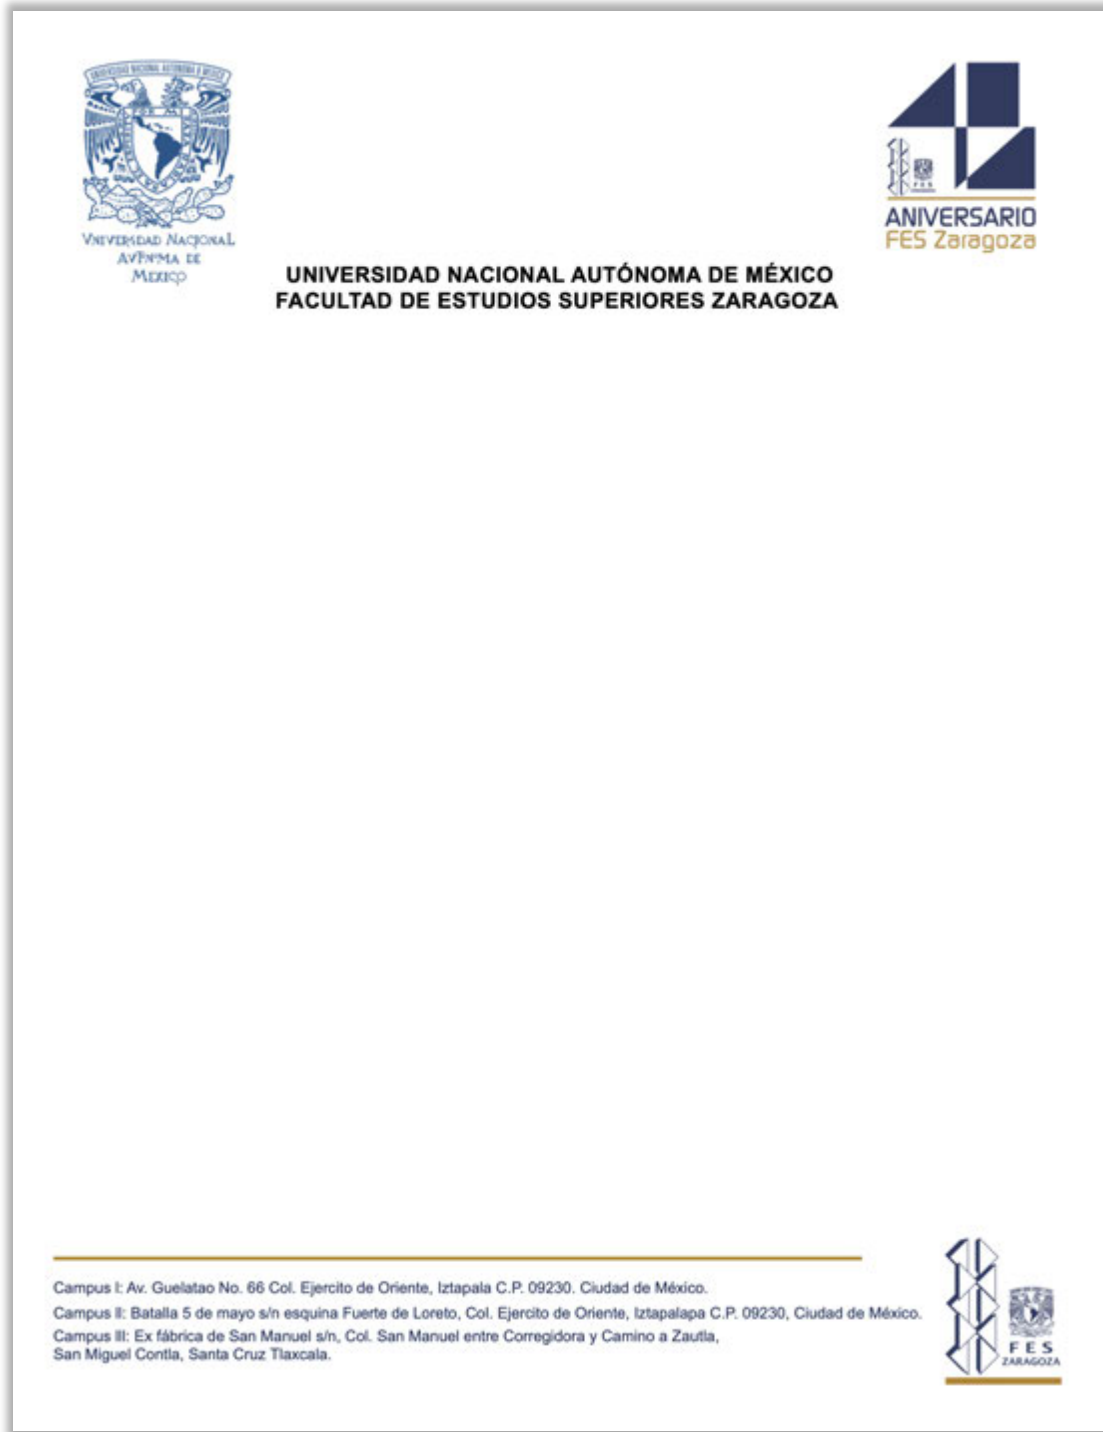 VNIVERSDAD NACIONAL
AVTNMA DE
MEXICO
ANIVERSARIO
FES Zaragoza
UNIVERSIDAD NACIONAL AUTÓNOMA DE MÉXICO
FACULTAD DE ESTUDIOS SUPERIORES ZARAGOZA
Campus I: Av. Guelatao No. 66 Col. Ejercito de Oriente, Iztapala C.P. 09230. Ciudad de México.
Campus II: Batalla 5 de mayo s/n esquina Fuerte de Loreto, Col. Ejercito de Oriente, Iztapalapa C.P. 09230, Ciudad de México.
Campus III: Ex fábrica de San Manuel s/n, Col. San Manuel entre Corregidora y Camino a Zautla,
San Miguel Contla, Santa Cruz Tlaxcala.
FES
ZARAGOZA